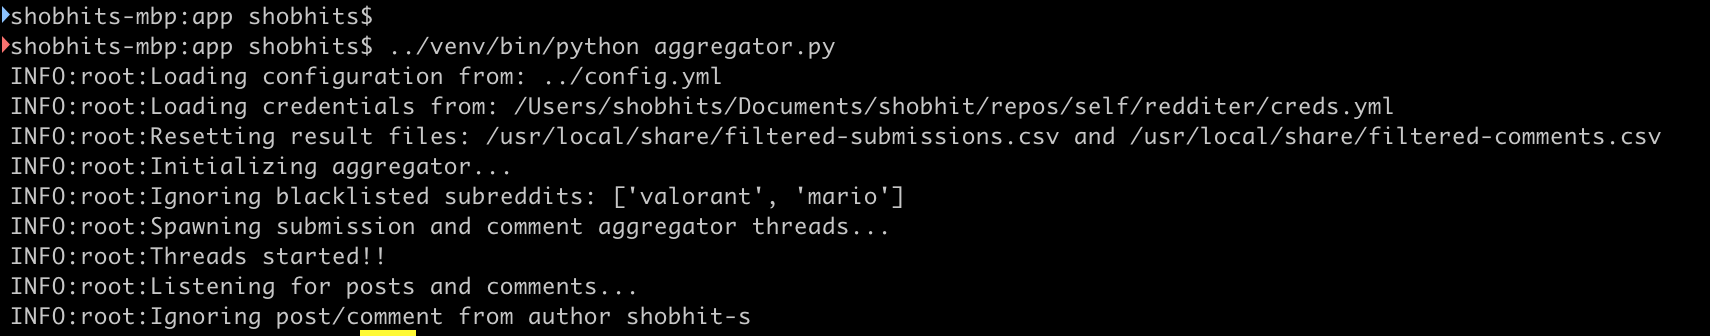 shobhits-mbp:app shobhits$
shobhits-mbp:app shobhits$ ../venv/bin/python aggregator.py
INFO:root:Loading configuration from: ../config.yml
INFO:root:Loading credentials from: /Users/shobhits/Documents/shobhit/repos/self/redditer/creds.yml
INFO:root:Resetting result files: /usr/local/share/filtered-submissions.csv and /usr/local/share/filtered-comments.csv
INFO:root:Initializing aggregator...
INFO:root:Ignoring blacklisted subreddits: ['valorant', 'mario']
INFO:root:Spawning submission and comment aggregator threads...
INFO:root:Threads started!!
INFO:root:Listening for posts and comments...
INFO:root:Ignoring post/comment from author shobhit-s